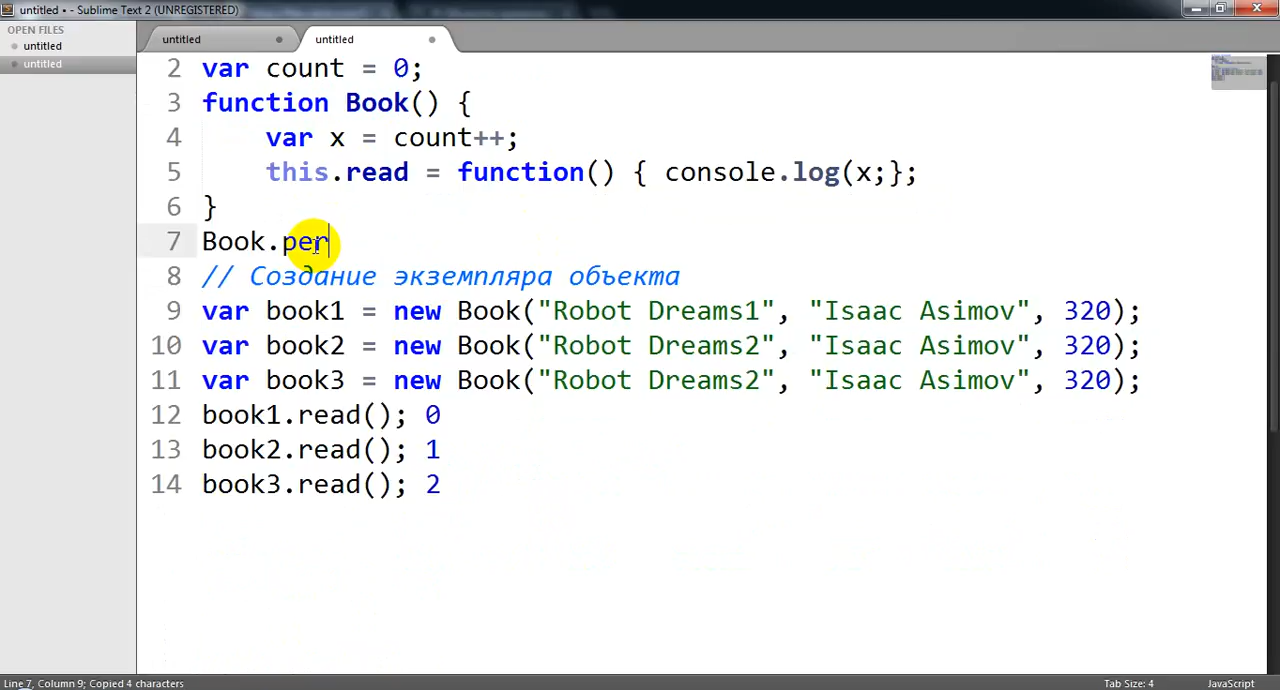 untitled • - Sublime Text 2 (UNREGISTERED)
OPEN FILES
untitled
untitled
untitled
untitled
2 var count = 0;
3 function Book() {
4 var x = count++;
5 this.read = function() { console.log(x;};
6 }
7 Book.per
8 // Создание экземпляра объекта
9 var book1 = new Book("Robot Dreams1", "Isaac Asimov", 320);
10 var book2 = new Book("Robot Dreams2", "Isaac Asimov", 320);
11 var book3 = new Book("Robot Dreams2", "Isaac Asimov", 320);
12 book1.read(); 0
13 book2.read(); 1
14 book3.read(); 2
Line 7, Column 9; Copied 4 characters
Tab Size: 4
JavaScript